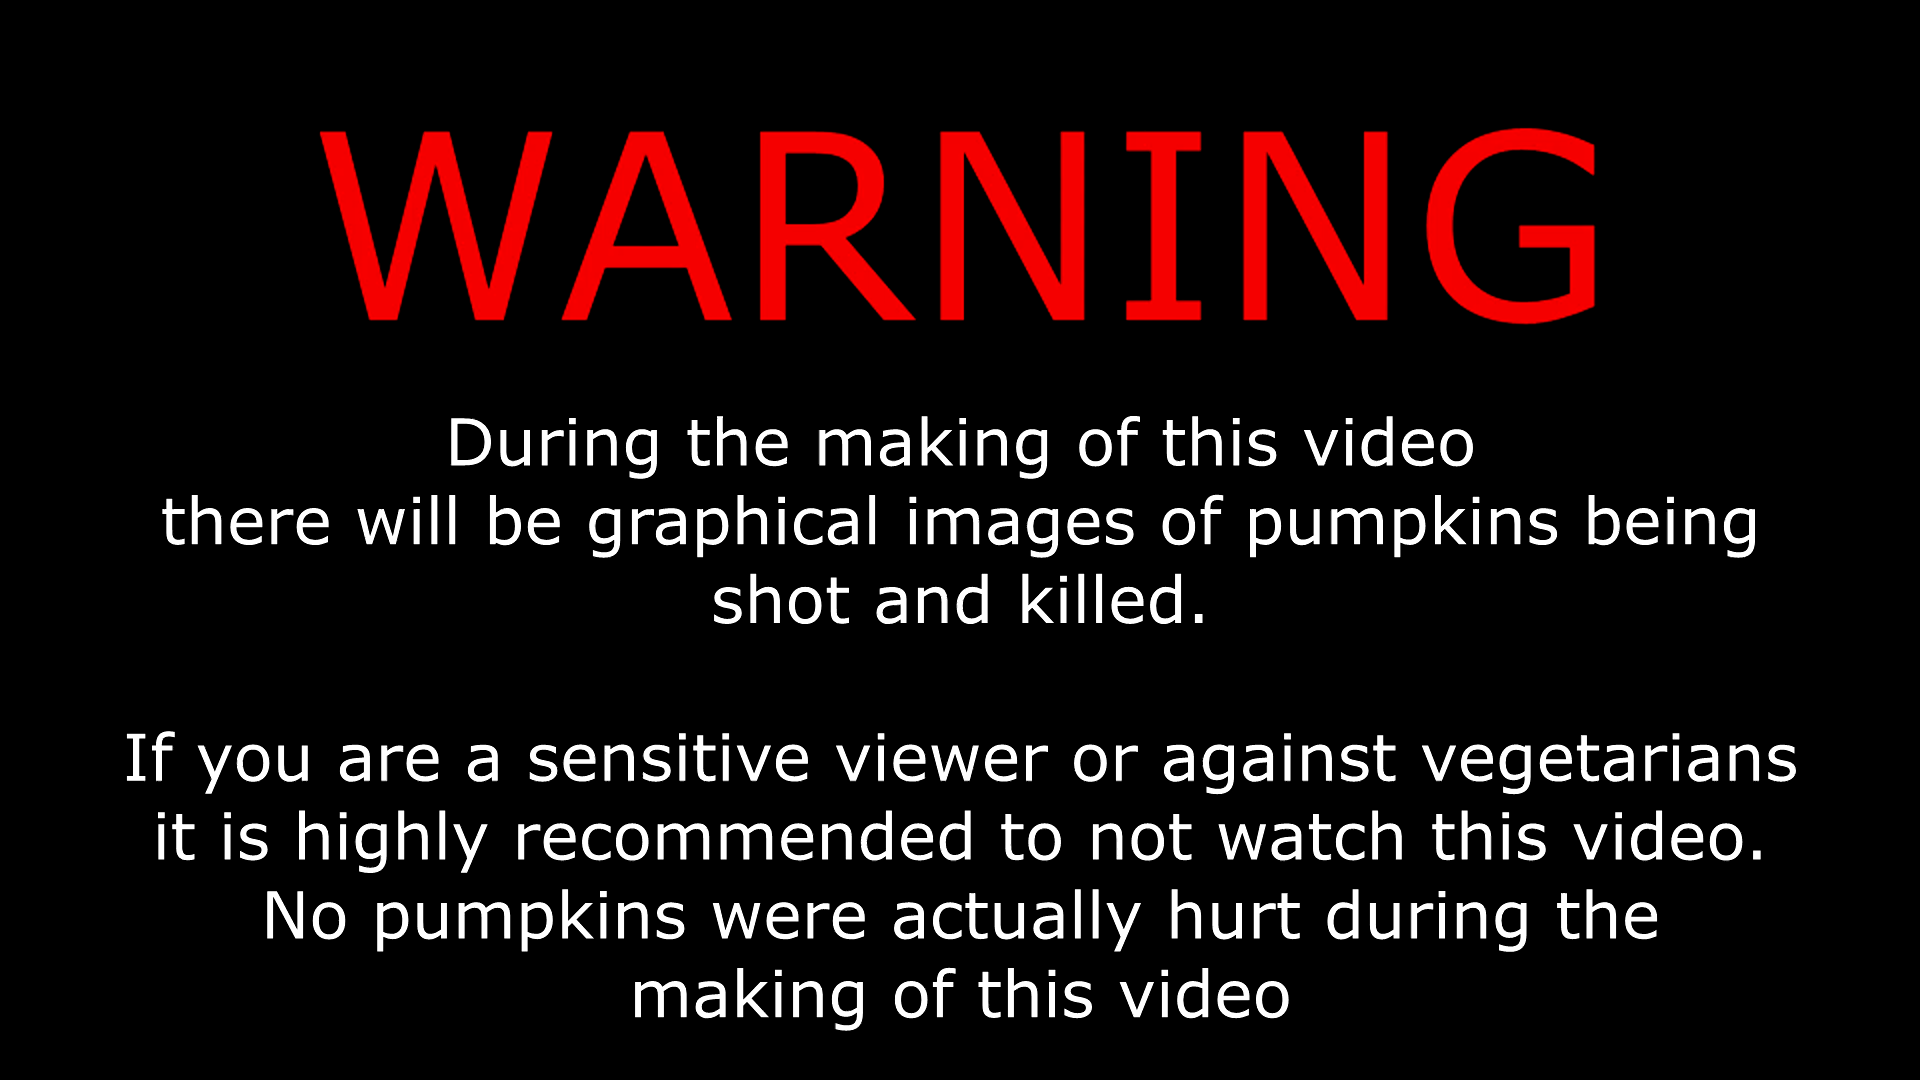 WARNING
During the making of this video
there will be graphical images of pumpkins being
shot and killed.
If you are a sensitive viewer or against vegetarians
it is highly recommended to not watch this video.
No pumpkins were actually hurt during the
making of this video